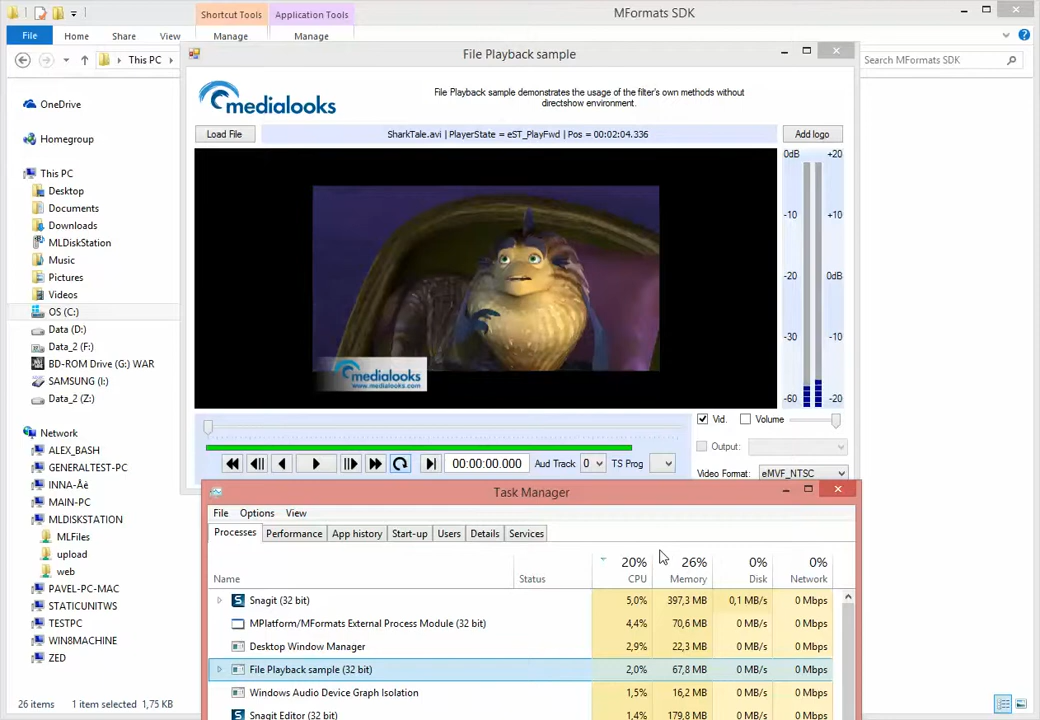 Shortcut Tools
Application Tools
MFormats SDK
File
Home
Share
View
Manage
Manage
This PC
Search MFormats SDK
OneDrive
Homegroup
This PC
Desktop
Documents
Downloads
MLDiskStation
Music
Pictures
Videos
OS (C:)
Data (D:)
Data_2 (F:)
BD-ROM Drive (G:) WAR
SAMSUNG (I:)
Data_2 (Z:)
Network
ALEX_BASH
GENERALTEST-PC
INNA-Åè
MAIN-PC
MLDISKSTATION
MLFiles
upload
web
PAVEL-PC-MAC
STATICUNITWS
TESTPC
WIN8MACHINE
ZED
26 items
1 item selected 1,75 KB
File Playback sample
medialooks
File Playback sample demonstrates the usage of the filter's own methods without
directshow environment.
Load File
SharkTale.avi | PlayerState = eST_PlayFwd | Pos = 00:02:04.336
Add logo
0dB +20
-10 +10
-20 0dB
-30 -10
-60 -20
medialooks
www.medialooks.com
Vid.
Volume
Output:
00:00:00.000
Aud Track 0
TS Prog
Video Format: eMVF_NTSC
Task Manager
File Options View
Processes Performance App history Start-up Users Details Services
20% 26% 0% 0%
Name Status CPU Memory Disk Network
Snagit (32 bit) 5,0% 397,3 MB 0,1 MB/s 0 Mbps
MPlatform/MFormats External Process Module (32 bit) 4,4% 70,6 MB 0 MB/s 0 Mbps
Desktop Window Manager 2,9% 22,3 MB 0 MB/s 0 Mbps
File Playback sample (32 bit) 2,0% 67,8 MB 0 MB/s 0 Mbps
Windows Audio Device Graph Isolation 1,5% 16,2 MB 0 MB/s 0 Mbps
Snagit Editor (32 bit) 1,4% 179,8 MB 0 MB/s 0 Mbps